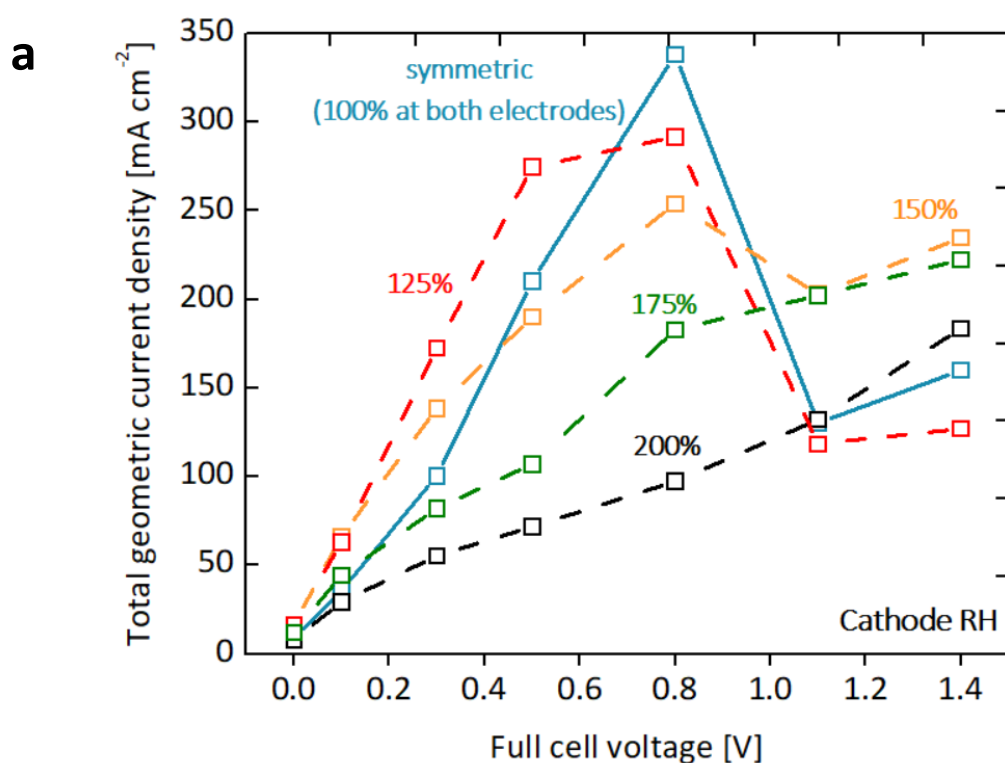 a
Total geometric current density [mA cm⁻²]
350
300
250
200
150
100
50
0
symmetric
(100% at both electrodes)
125%
150%
175%
200%
Cathode RH
0.0 0.2 0.4 0.6 0.8 1.0 1.2 1.4
Full cell voltage [V]